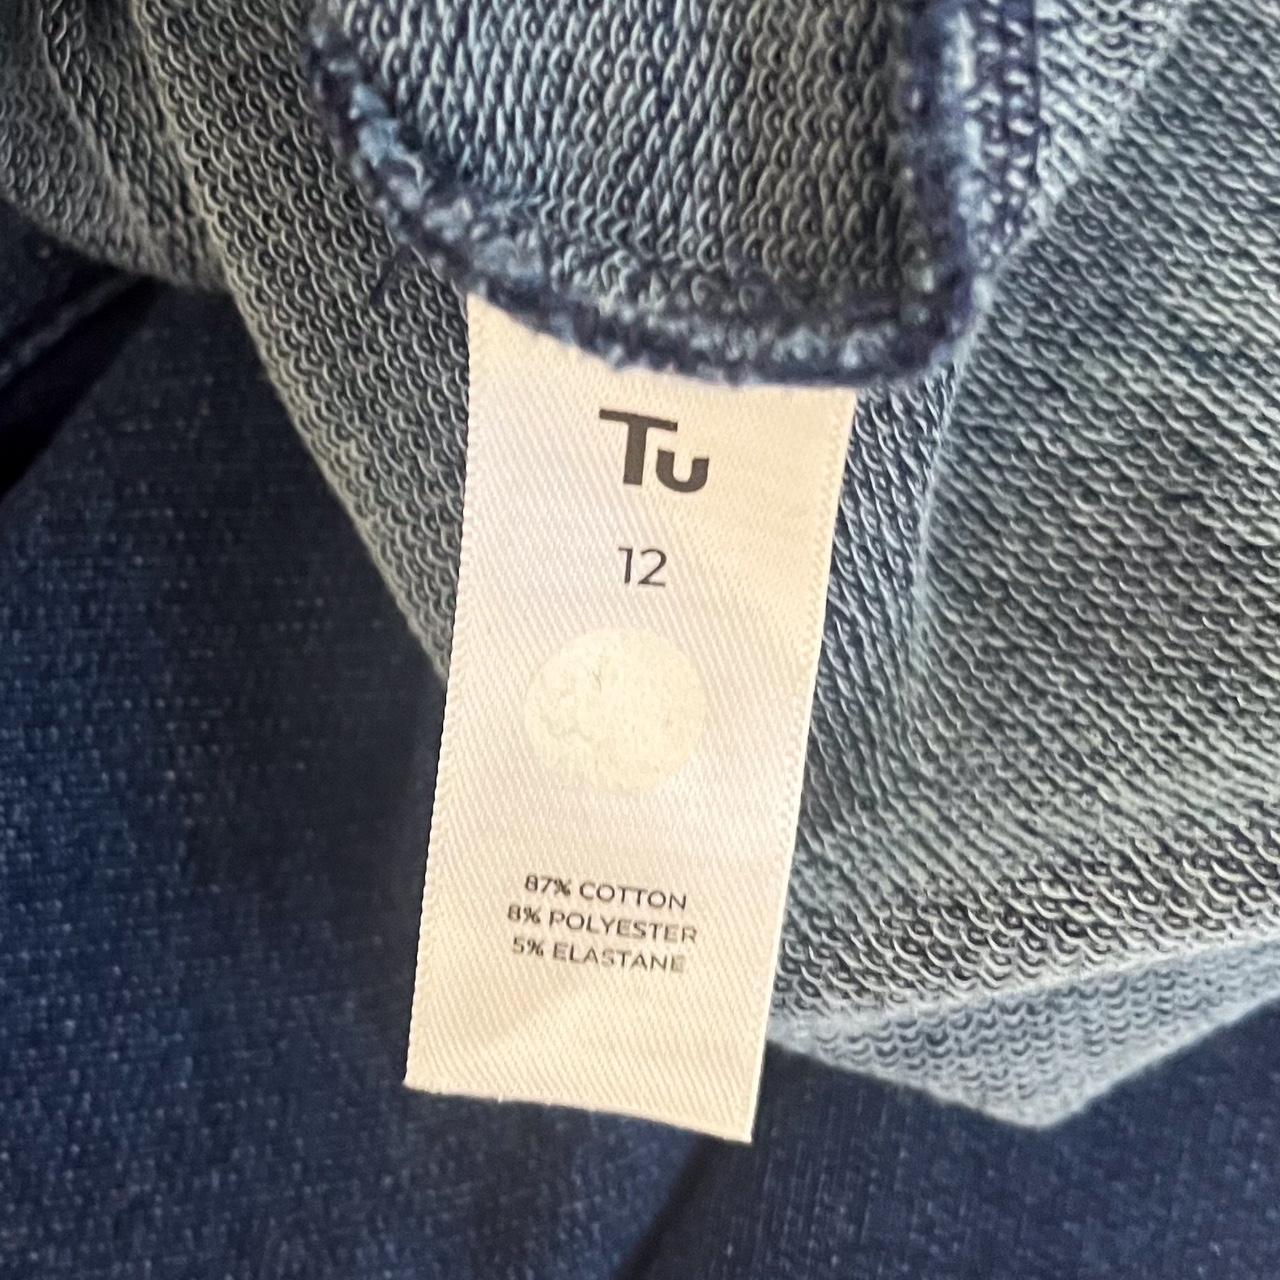 Tu
12
87% COTTON
8% POLYESTER
5% ELASTANE